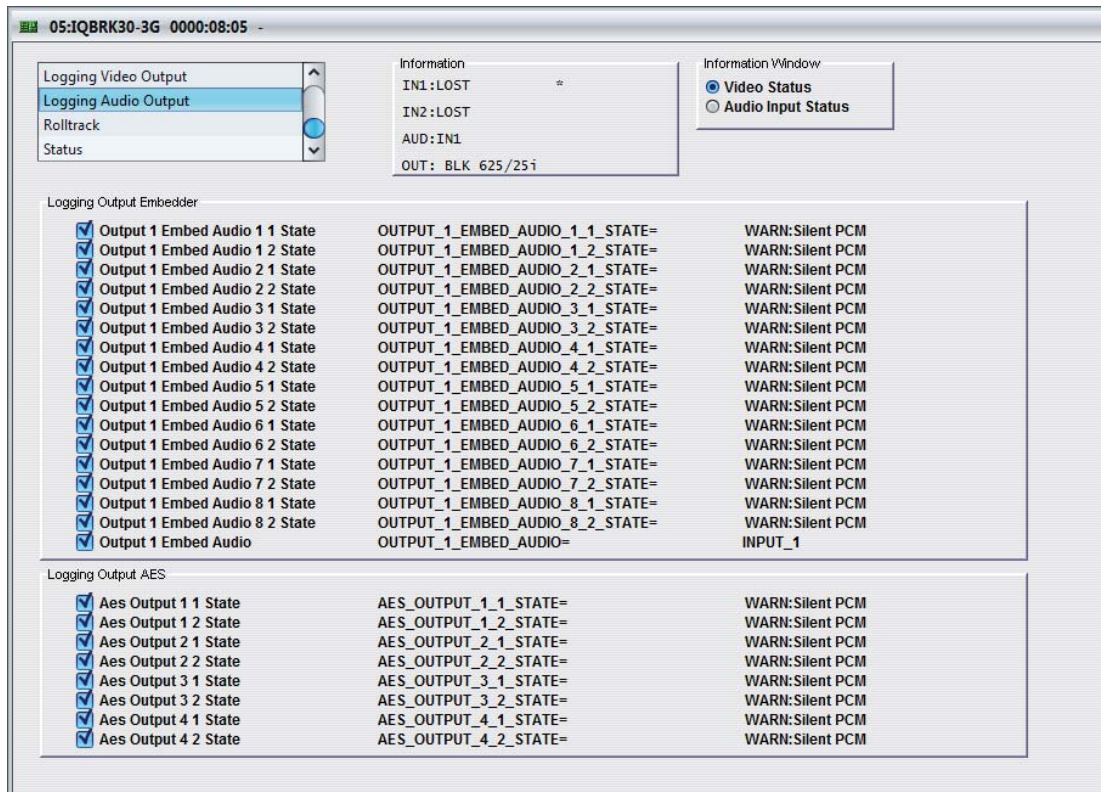 05:IQBRK30-3G 0000:08:05 -
Logging Video Output
Logging Audio Output
Rolltrack
Status
Information
IN1:LOST *
IN2:LOST
AUD:IN1
OUT: BLK 625/25i
Information Window
Video Status
Audio Input Status
Logging Output Embedder
Output 1 Embed Audio 1 1 State OUTPUT_1_EMBED_AUDIO_1_1_STATE= WARN:Silent PCM
Output 1 Embed Audio 1 2 State OUTPUT_1_EMBED_AUDIO_1_2_STATE= WARN:Silent PCM
Output 1 Embed Audio 2 1 State OUTPUT_1_EMBED_AUDIO_2_1_STATE= WARN:Silent PCM
Output 1 Embed Audio 2 2 State OUTPUT_1_EMBED_AUDIO_2_2_STATE= WARN:Silent PCM
Output 1 Embed Audio 3 1 State OUTPUT_1_EMBED_AUDIO_3_1_STATE= WARN:Silent PCM
Output 1 Embed Audio 3 2 State OUTPUT_1_EMBED_AUDIO_3_2_STATE= WARN:Silent PCM
Output 1 Embed Audio 4 1 State OUTPUT_1_EMBED_AUDIO_4_1_STATE= WARN:Silent PCM
Output 1 Embed Audio 4 2 State OUTPUT_1_EMBED_AUDIO_4_2_STATE= WARN:Silent PCM
Output 1 Embed Audio 5 1 State OUTPUT_1_EMBED_AUDIO_5_1_STATE= WARN:Silent PCM
Output 1 Embed Audio 5 2 State OUTPUT_1_EMBED_AUDIO_5_2_STATE= WARN:Silent PCM
Output 1 Embed Audio 6 1 State OUTPUT_1_EMBED_AUDIO_6_1_STATE= WARN:Silent PCM
Output 1 Embed Audio 6 2 State OUTPUT_1_EMBED_AUDIO_6_2_STATE= WARN:Silent PCM
Output 1 Embed Audio 7 1 State OUTPUT_1_EMBED_AUDIO_7_1_STATE= WARN:Silent PCM
Output 1 Embed Audio 7 2 State OUTPUT_1_EMBED_AUDIO_7_2_STATE= WARN:Silent PCM
Output 1 Embed Audio 8 1 State OUTPUT_1_EMBED_AUDIO_8_1_STATE= WARN:Silent PCM
Output 1 Embed Audio 8 2 State OUTPUT_1_EMBED_AUDIO_8_2_STATE= WARN:Silent PCM
Output 1 Embed Audio OUTPUT_1_EMBED_AUDIO= INPUT_1
Logging Output AES
Aes Output 1 1 State AES_OUTPUT_1_1_STATE= WARN:Silent PCM
Aes Output 1 2 State AES_OUTPUT_1_2_STATE= WARN:Silent PCM
Aes Output 2 1 State AES_OUTPUT_2_1_STATE= WARN:Silent PCM
Aes Output 2 2 State AES_OUTPUT_2_2_STATE= WARN:Silent PCM
Aes Output 3 1 State AES_OUTPUT_3_1_STATE= WARN:Silent PCM
Aes Output 3 2 State AES_OUTPUT_3_2_STATE= WARN:Silent PCM
Aes Output 4 1 State AES_OUTPUT_4_1_STATE= WARN:Silent PCM
Aes Output 4 2 State AES_OUTPUT_4_2_STATE= WARN:Silent PCM